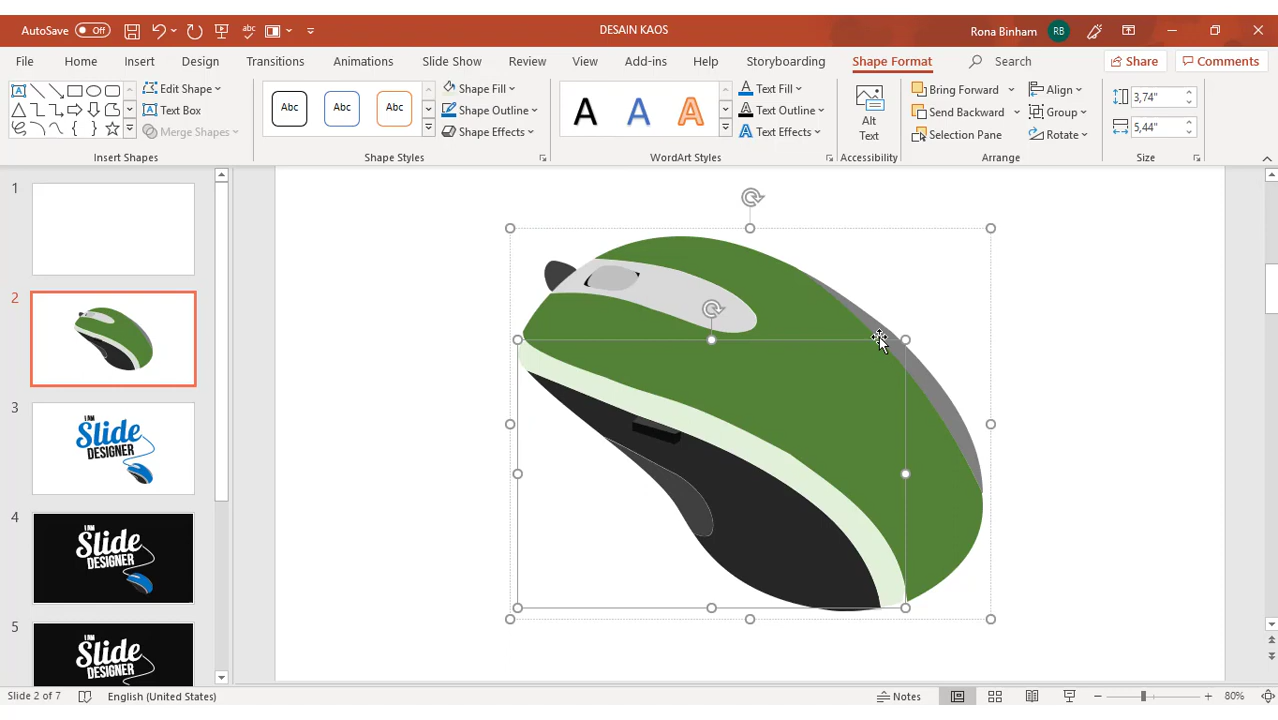 AutoSave Off DESAIN KAOS Rona Binham RB
File Home Insert Draw Design Transitions Animations Slide Show Review View Add-ins Help Storyboarding Shape Format Search Share Comments
Edit Shape
Text Box
Merge Shapes
Insert Shapes
Abc Abc Abc
Shape Fill
Shape Outline
Shape Effects
Shape Styles
A A A
Text Fill
Text Outline
Text Effects
WordArt Styles
Alt
Text
Accessibility
Bring Forward
Send Backward
Selection Pane
Align
Group
Rotate
Arrange
3,74"
5,44"
Size
1
2
3
I AM
Slide
DESIGNER
4
I AM
Slide
DESIGNER
5
I AM
Slide
DESIGNER
Slide 2 of 7 English (United States) Notes 80%